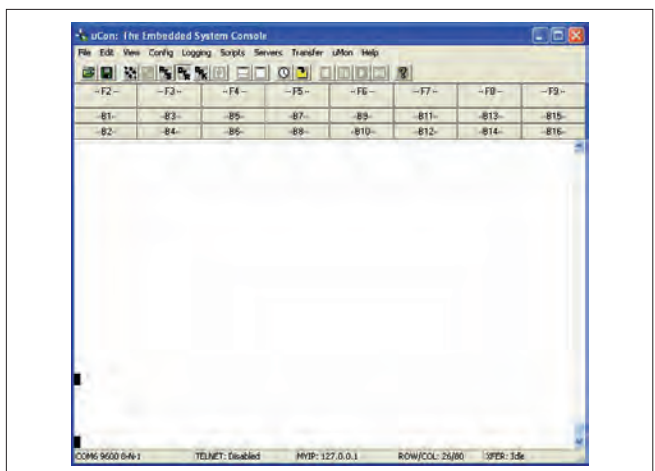 uCon: The Embedded System Console
File Edit View Config Logging Scripts Servers Transfer uMon Help
--F2-- --F3-- --F4-- --F5-- --F6-- --F7-- --F8-- --F9--
-B1- -B3- -B5- -B7- -B9- -B11- -B13- -B15-
-B2- -B4- -B6- -B8- -B10- -B12- -B14- -B16-
COM6 9600 8-N-1 TELNET: Disabled MYIP: 127.0.0.1 ROW/COL: 26/80 XFER: Idle